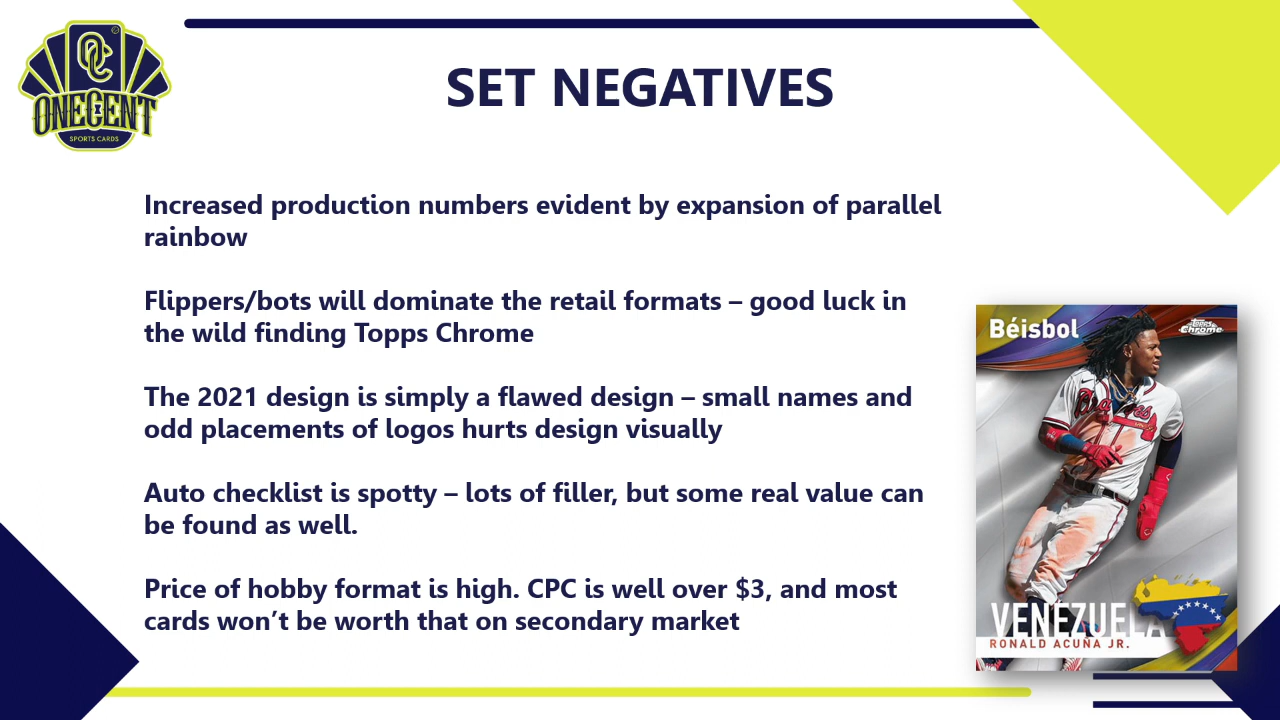 OC
ONECENT
SPORTS CARDS
SET NEGATIVES
Increased production numbers evident by expansion of parallel
rainbow
Flippers/bots will dominate the retail formats – good luck in
the wild finding Topps Chrome
The 2021 design is simply a flawed design – small names and
odd placements of logos hurts design visually
Auto checklist is spotty – lots of filler, but some real value can
be found as well.
Price of hobby format is high. CPC is well over $3, and most
cards won’t be worth that on secondary market
Béisbol
Topps
Chrome
VENEZUELA
RONALD ACUÑA JR.